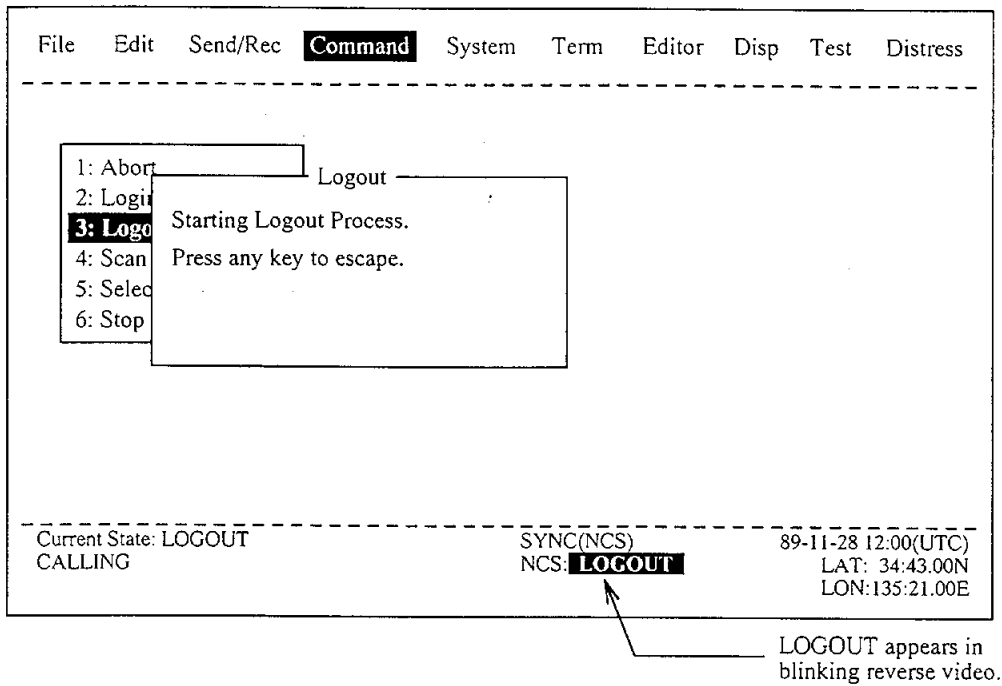 File Edit Send/Rec Command System Term Editor Disp Test Distress
1: Abort
2: Logi
3: Logo
4: Scan
5: Selec
6: Stop
Logout
Starting Logout Process.
Press any key to escape.
Current State: LOGOUT SYNC(NCS) 89-11-28 12:00(UTC)
CALLING NCS: LOGOUT LAT: 34:43.00N
LON:135:21.00E
LOGOUT appears in
blinking reverse video.